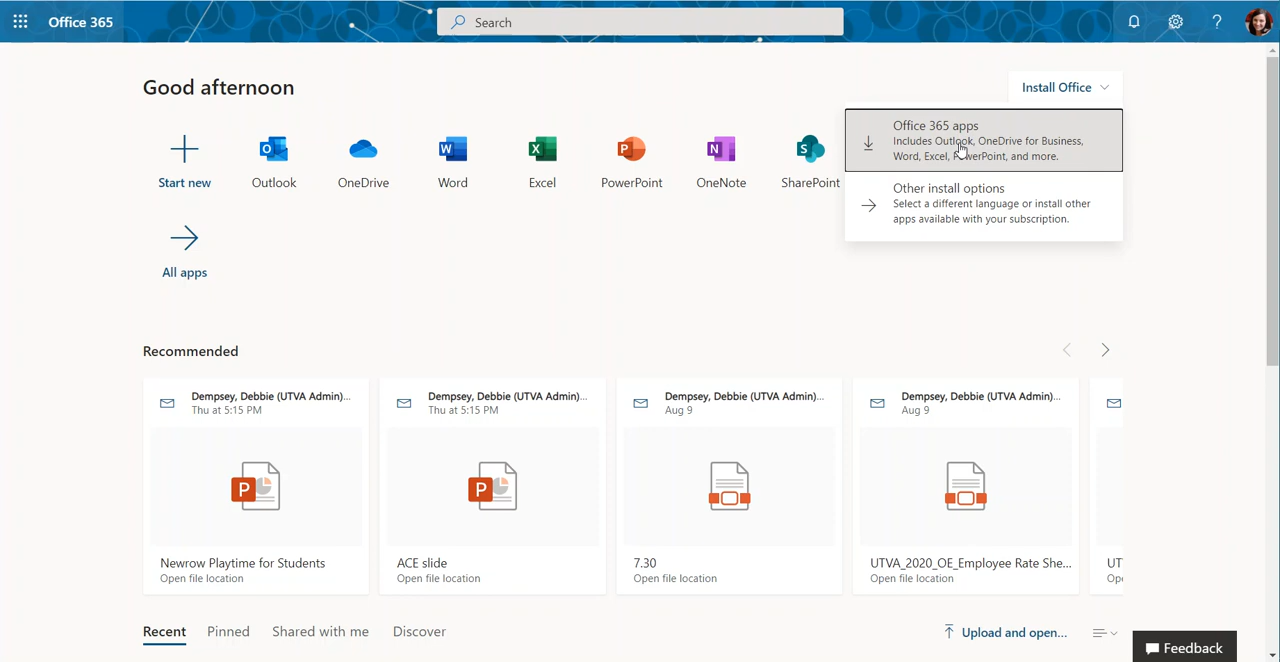 Office 365
Search
?
Good afternoon
Install Office
Office 365 apps
Includes Outlook, OneDrive for Business,
Word, Excel, PowerPoint, and more.
Other install options
Select a different language or install other
apps available with your subscription.
Start new
Outlook
OneDrive
Word
Excel
PowerPoint
OneNote
SharePoint
All apps
Recommended
Dempsey, Debbie (UTVA Admin)...
Thu at 5:15 PM
Newrow Playtime for Students
Open file location
Dempsey, Debbie (UTVA Admin)...
Thu at 5:15 PM
ACE slide
Open file location
Dempsey, Debbie (UTVA Admin)...
Aug 9
7.30
Open file location
Dempsey, Debbie (UTVA Admin)...
Aug 9
UTVA_2020_OE_Employee Rate She...
Open file location
UT
Ope
Recent Pinned Shared with me Discover
Upload and open...
Feedback